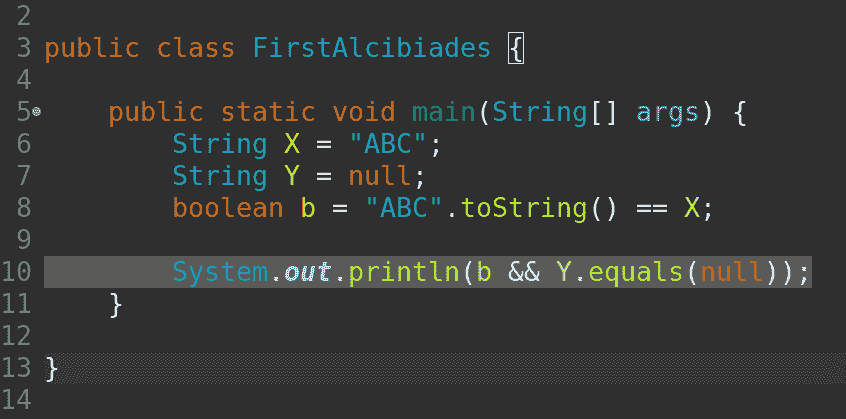 2
3 public class FirstAlcibiades {
4
5     public static void main(String[] args) {
6         String X = "ABC";
7         String Y = null;
8         boolean b = "ABC".toString() == X;
9
10         System.out.println(b && Y.equals(null));
11     }
12
13 }
14